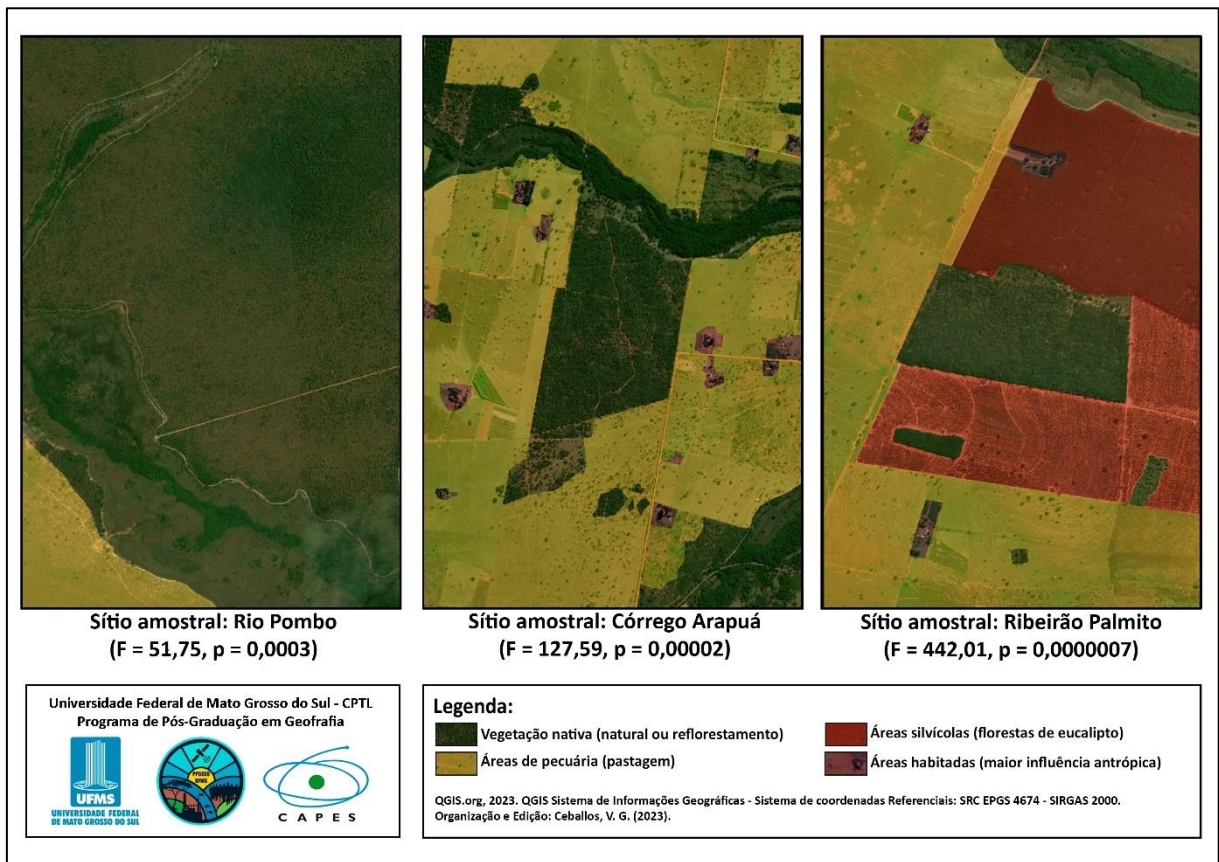 Sítio amostral: Rio Pombo
(F = 51,75, p = 0,0003)
Sítio amostral: Córrego Arapuá
(F = 127,59, p = 0,00002)
Sítio amostral: Ribeirão Palmito
(F = 442,01, p = 0,0000007)
Universidade Federal de Mato Grosso do Sul - CPTL
Programa de Pós-Graduação em Geofrafia
UFMS
UNIVERSIDADE FEDERAL
DE MATO GROSSO DO SUL
PPGGEO
UFMS
CAPES
Legenda:
Vegetação nativa (natural ou reflorestamento)
Áreas de pecuária (pastagem)
Áreas silvícolas (florestas de eucalipto)
Áreas habitadas (maior influência antrópica)
QGIS.org, 2023. QGIS Sistema de Informações Geográficas - Sistema de coordenadas Referenciais: SRC EPGS 4674 - SIRGAS 2000.
Organização e Edição: Ceballos, V. G. (2023).